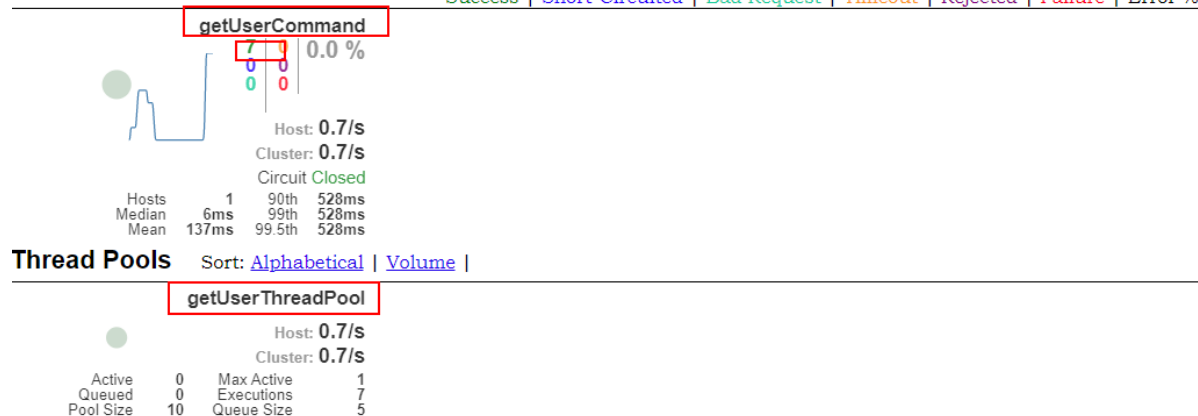 Success | Short-Circuited | Bad Request | Timeout | Rejected | Failure | Error %
getUserCommand
7 0 0.0 %
0 0
0 0
Host: 0.7/s
Cluster: 0.7/s
Circuit Closed
Hosts 1 90th 528ms
Median 6ms 99th 528ms
Mean 137ms 99.5th 528ms
Thread Pools Sort: Alphabetical | Volume |
getUserThreadPool
Host: 0.7/s
Cluster: 0.7/s
Active 0 Max Active 1
Queued 0 Executions 7
Pool Size 10 Queue Size 5